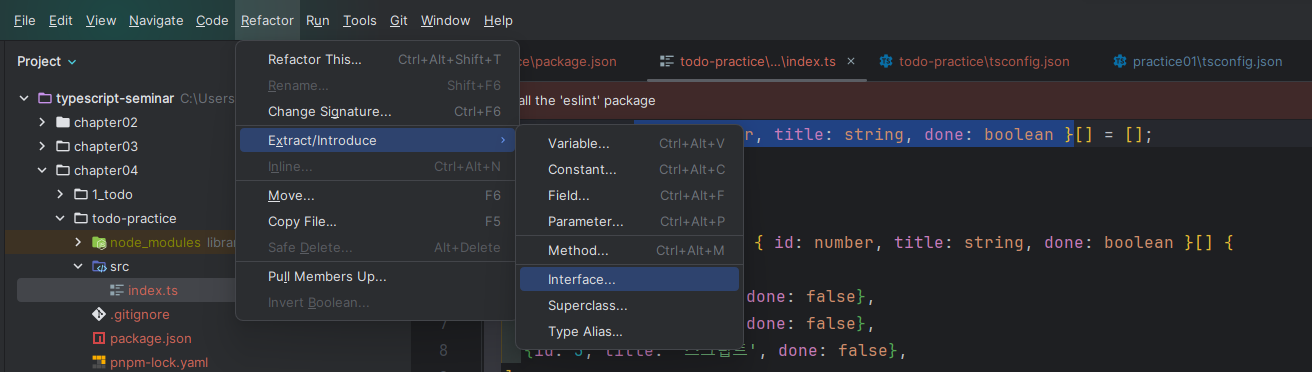 File Edit View Navigate Code Refactor Run Tools Git Window Help
Project
typescript-seminar C:\Users
chapter02
chapter03
chapter04
1_todo
todo-practice
node_modules libra
src
index.ts
.gitignore
package.json
pnpm-lock.yaml
Refactor This... Ctrl+Alt+Shift+T
Rename... Shift+F6
Change Signature... Ctrl+F6
Extract/Introduce
Inline... Ctrl+Alt+N
Move... F6
Copy File... F5
Safe Delete... Alt+Delete
Pull Members Up...
Invert Boolean...
Variable... Ctrl+Alt+V
Constant... Ctrl+Alt+C
Field... Ctrl+Alt+F
Parameter... Ctrl+Alt+P
Method... Ctrl+Alt+M
Interface...
Superclass...
Type Alias...
ce\package.json todo-practice\...\index.ts todo-practice\tsconfig.json practice01\tsconfig.json
all the 'eslint' package
r, title: string, done: boolean }[] = [];
{ id: number, title: string, done: boolean }[] {
done: false},
7 done: false},
8 title: done: false},